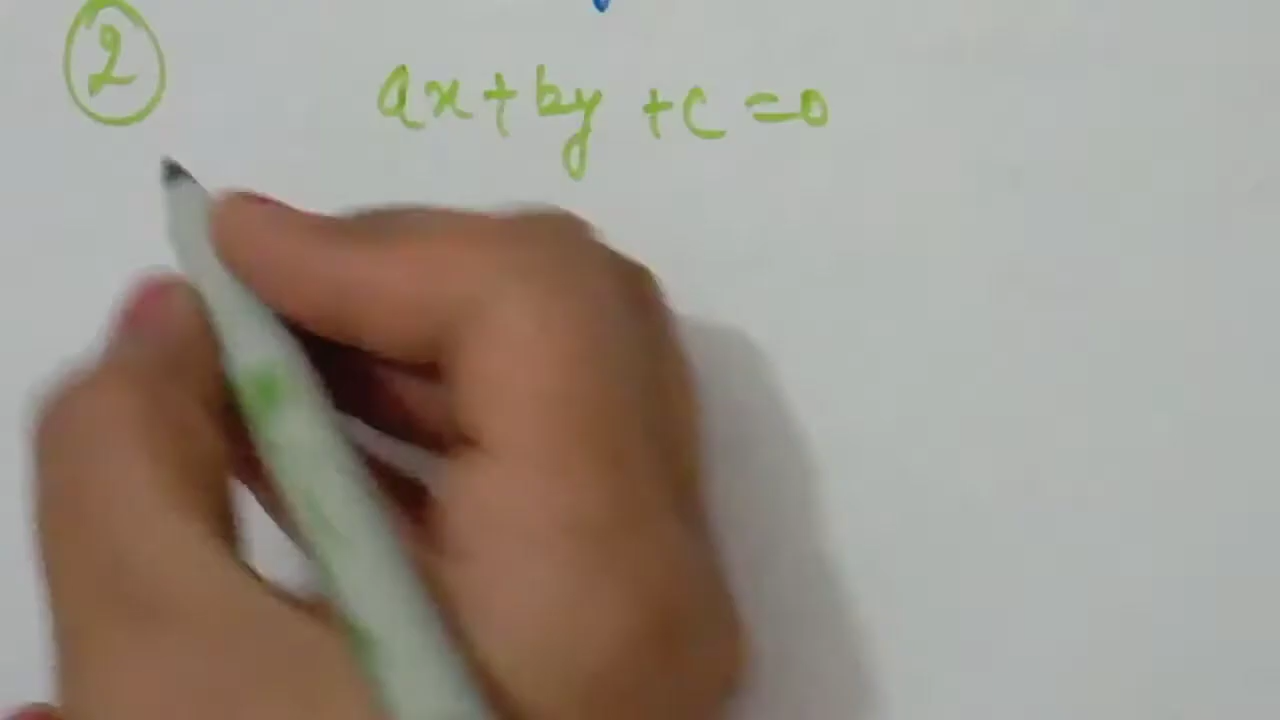 2 ax + by + c = 0